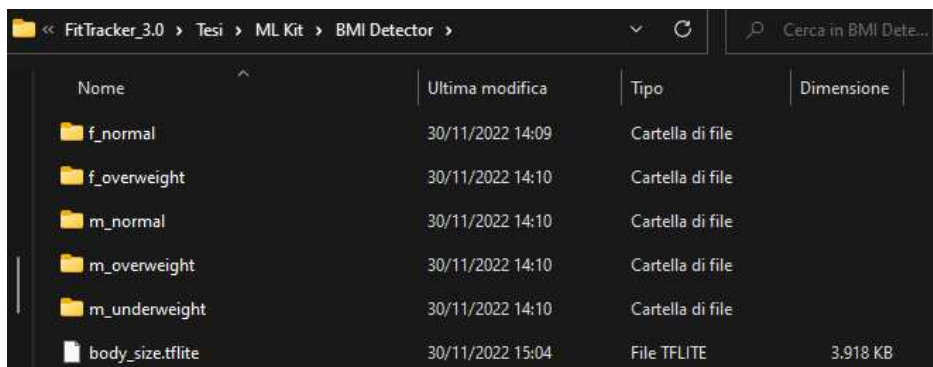 « FitTracker_3.0 > Tesi > ML Kit > BMI Detector > Cerca in BMI Dete...
Nome Ultima modifica Tipo Dimensione
f_normal 30/11/2022 14:09 Cartella di file
f_overweight 30/11/2022 14:10 Cartella di file
m_normal 30/11/2022 14:10 Cartella di file
m_overweight 30/11/2022 14:10 Cartella di file
m_underweight 30/11/2022 14:10 Cartella di file
body_size.tflite 30/11/2022 15:04 File TFLITE 3.918 KB